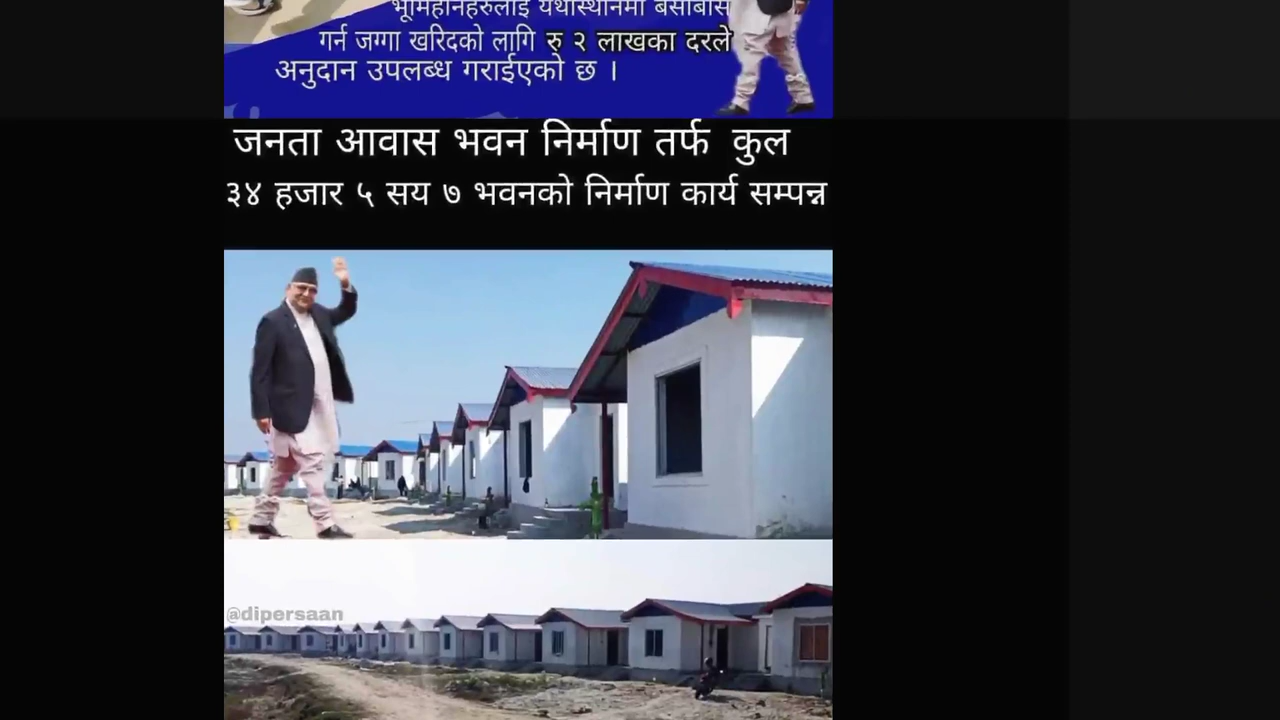 भूमिहीनहरुलाई यथास्थानमा बसोबास
गर्न जग्गा खरिदको लागि रु २ लाखका दरले
अनुदान उपलब्ध गराईएको छ ।
जनता आवास भवन निर्माण तर्फ कुल
३४ हजार ५ सय ७ भवनको निर्माण कार्य सम्पन्न
@dipersaan